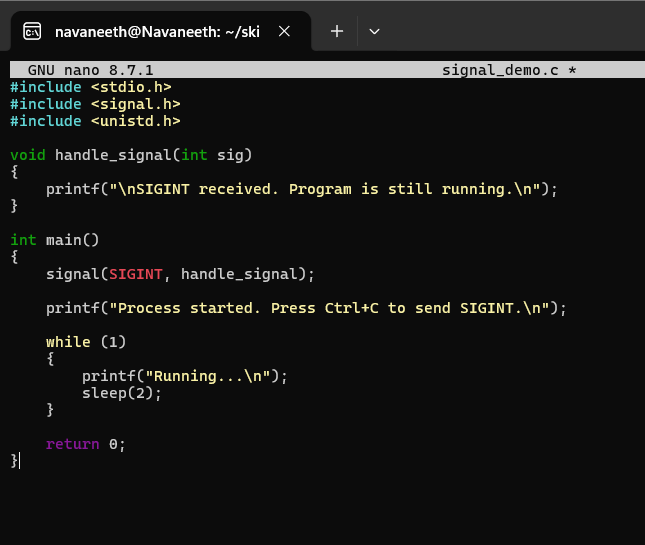 navaneeth@Navaneeth: ~/ski
GNU nano 8.7.1 signal_demo.c *
#include <stdio.h>
#include <signal.h>
#include <unistd.h>

void handle_signal(int sig)
{
    printf("\nSIGINT received. Program is still running.\n");
}

int main()
{
    signal(SIGINT, handle_signal);

    printf("Process started. Press Ctrl+C to send SIGINT.\n");

    while (1)
    {
        printf("Running...\n");
        sleep(2);
    }

    return 0;
}